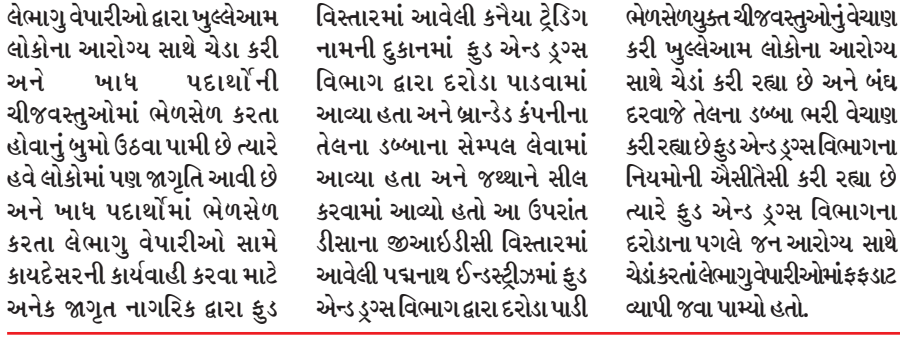 લેભાગુ વેપારીઓ દ્વારા ખુલ્લેઆમ
લોકોના આરોગ્ય સાથે ચેડા કરી
અને ખાધ પદાર્થોની
ચીજવસ્તુઓમાં ભેળસેળ કરતા
હોવાનું બુમો ઉઠવા પામી છે ત્યારે
હવે લોકોમાં પણ જાગૃતિ આવી છે
અને ખાધ પદાર્થોમાં ભેળસેળ
કરતા લેભાગુ વેપારીઓ સામે
કાયદેસરની કાર્યવાહી કરવા માટે
અનેક જાગૃત નાગરિક દ્વારા ફુડ
વિસ્તારમાં આવેલી કનૈયા ટ્રેડિગ
નામની દુકાનમાં ફુડ એન્ડ ડ્રગ્સ
વિભાગ દ્વારા દરોડા પાડવામાં
આવ્યા હતા અને બ્રાન્ડેડ કંપનીના
તેલના ડબ્બાના સેમ્પલ લેવામાં
આવ્યા હતા અને જથ્થાને સીલ
કરવામાં આવ્યો હતો આ ઉપરાંત
ડીસાના જીઆઇડીસી વિસ્તારમાં
આવેલી પદ્મનાથ ઈન્ડસ્ટ્રીઝમાં ફુડ
એન્ડ ડ્રગ્સ વિભાગ દ્વારા દરોડા પાડી
ભેળસેળયુક્ત ચીજવસ્તુઓનું વેચાણ
કરી ખુલ્લેઆમ લોકોના આરોગ્ય
સાથે ચેડાં કરી રહ્યા છે અને બંધ
દરવાજે તેલના ડબ્બા ભરી વેચાણ
કરી રહ્યા છે ફુડ એન્ડ ડ્રગ્સ વિભાગના
નિયમોની ઐસીતૈસી કરી રહ્યા છે
ત્યારે ફુડ એન્ડ ડ્રગ્સ વિભાગના
દરોડાના પગલે જન આરોગ્ય સાથે
ચેડાં કરતાં લેભાગુ વેપારીઓમાં ફફડાટ
વ્યાપી જવા પામ્યો હતો.